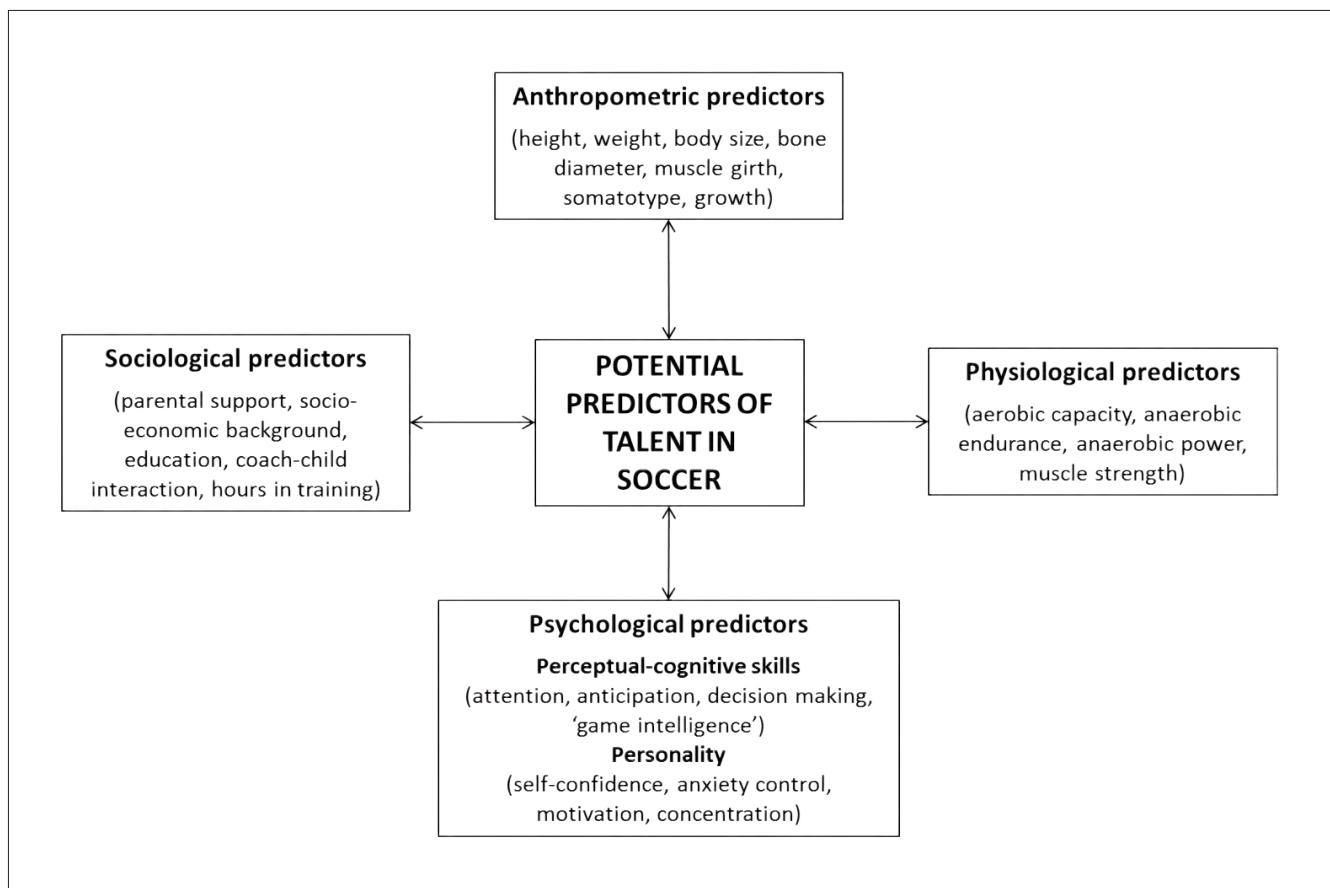 Anthropometric predictors
(height, weight, body size, bone
diameter, muscle girth,
somatotype, growth)
Sociological predictors
(parental support, socio-
economic background,
education, coach-child
interaction, hours in training)
POTENTIAL
PREDICTORS OF
TALENT IN
SOCCER
Physiological predictors
(aerobic capacity, anaerobic
endurance, anaerobic power,
muscle strength)
Psychological predictors
Perceptual-cognitive skills
(attention, anticipation, decision making,
‘game intelligence’)
Personality
(self-confidence, anxiety control,
motivation, concentration)